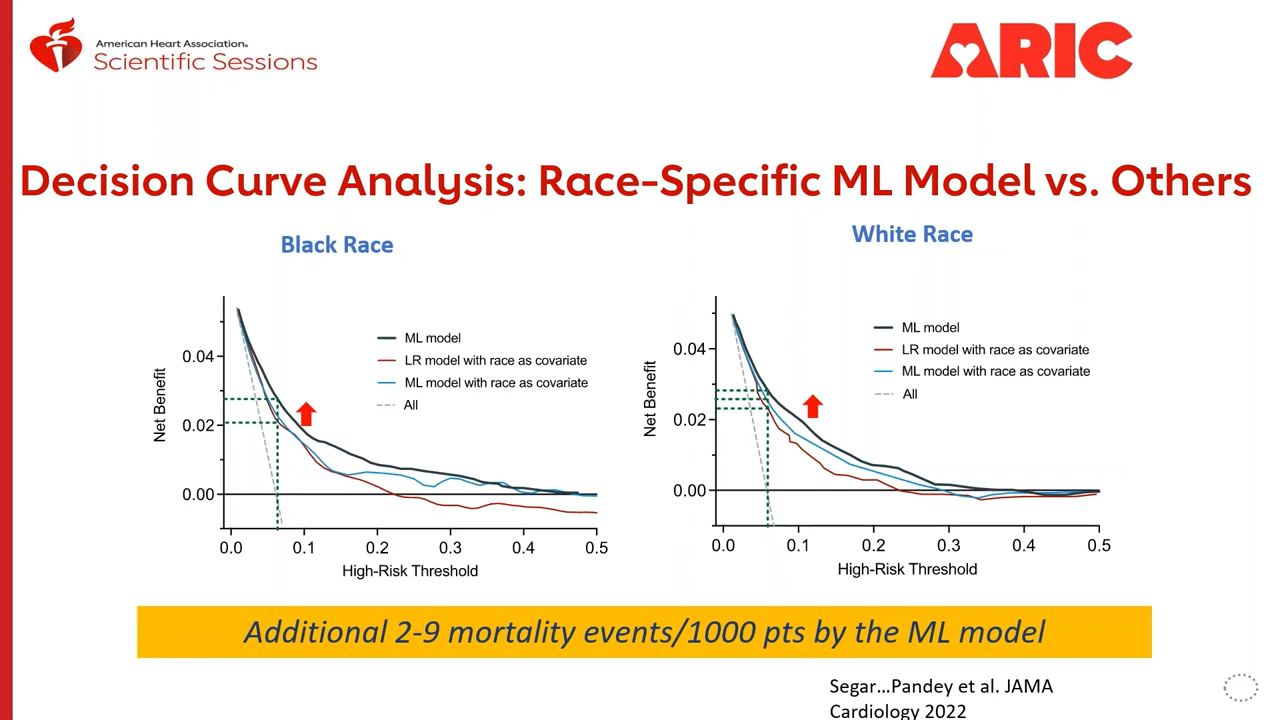 American Heart Association.
Scientific Sessions
ARIC
Decision Curve Analysis: Race-Specific ML Model vs. Others
Black Race
White Race
Net Benefit
0.04
0.02
0.00
ML model
LR model with race as covariate
ML model with race as covariate
All
0.0 0.1 0.2 0.3 0.4 0.5
High-Risk Threshold
Net Benefit
0.04
0.02
0.00
ML model
LR model with race as covariate
ML model with race as covariate
All
0.0 0.1 0.2 0.3 0.4 0.5
High-Risk Threshold
Additional 2-9 mortality events/1000 pts by the ML model
Segar...Pandey et al. JAMA
Cardiology 2022